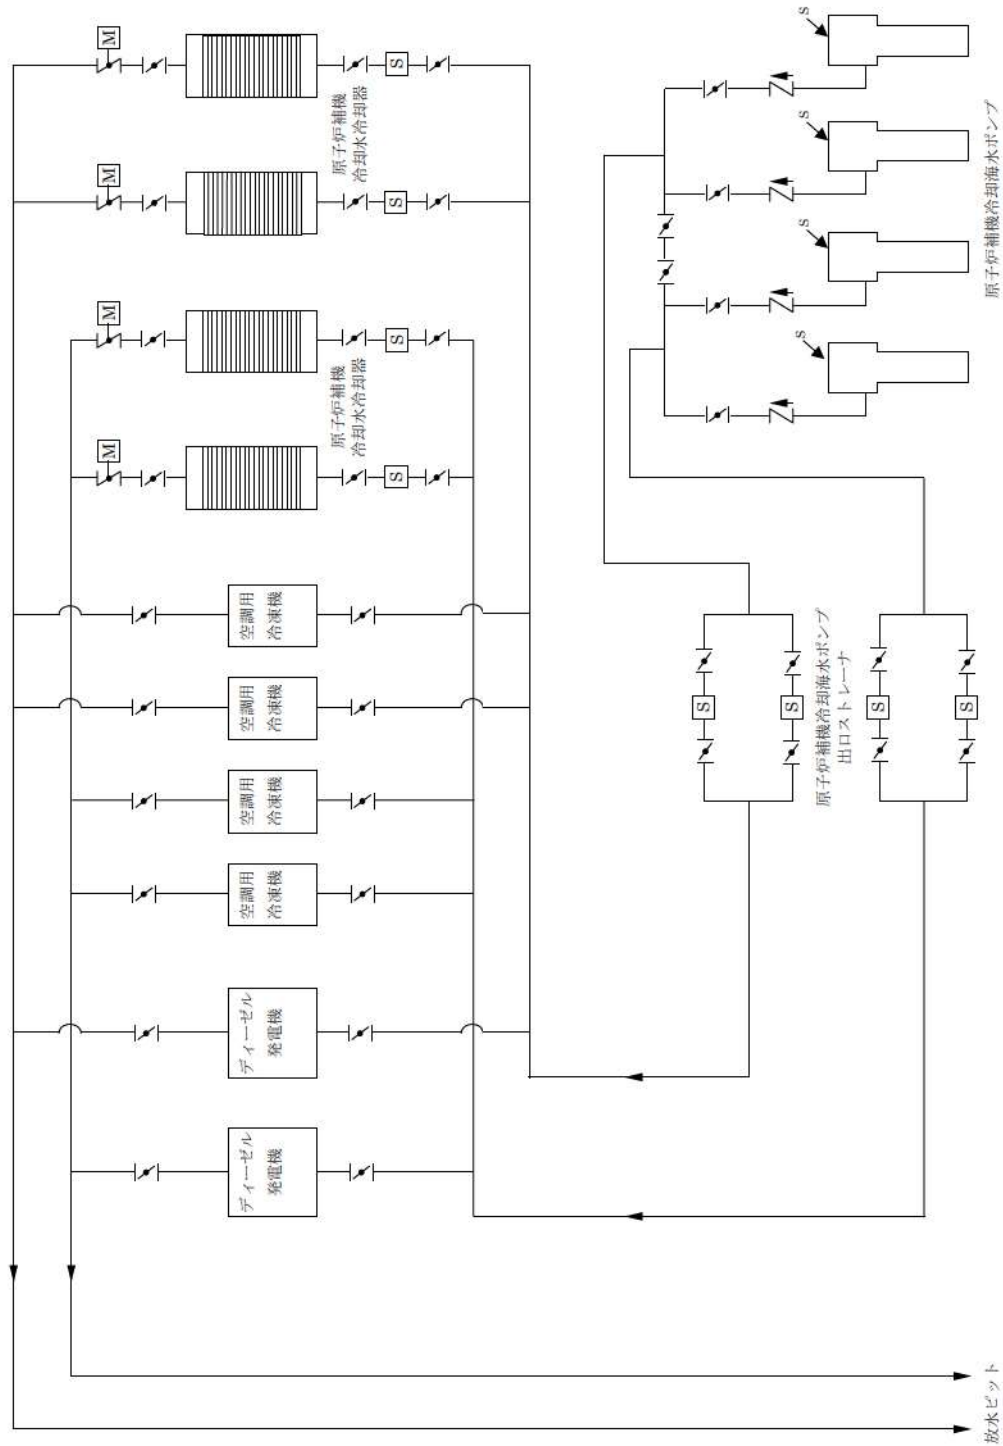 M
M
M
M
ディーゼル
発電機
ディーゼル
発電機
空調用
冷凍機
空調用
冷凍機
空調用
冷凍機
空調用
冷凍機
原子炉補機
冷却水冷却器
原子炉補機
冷却水冷却器
S
S
S
S
S
S
原子炉補機冷却海水ポンプ
出口ストレーナ
S
S
s
s
s
s
放水ピット
原子炉補機冷却海水ポンプ